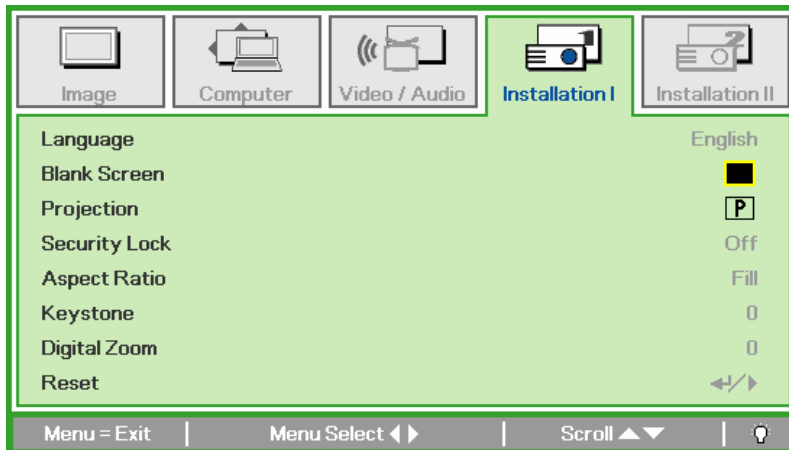 Image Computer Video / Audio Installation I Installation II
Language English
Blank Screen
Projection P
Security Lock Off
Aspect Ratio Fill
Keystone 0
Digital Zoom 0
Reset
Menu = Exit Menu Select Scroll